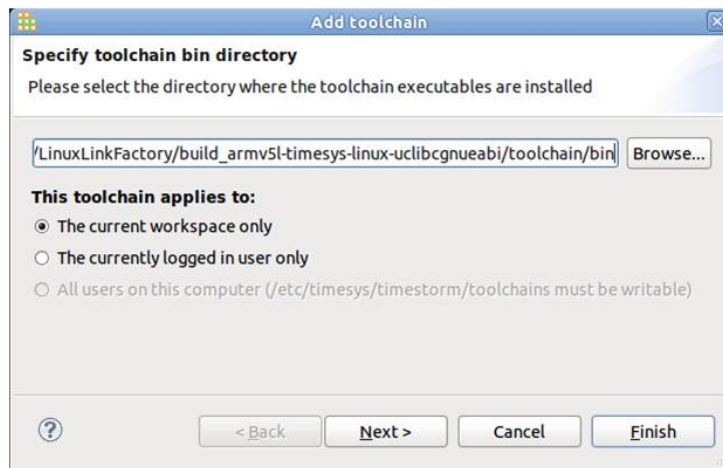 Add toolchain
Specify toolchain bin directory
Please select the directory where the toolchain executables are installed
/LinuxLinkFactory/build_armv5l-timesys-linux-uclibcgnueabi/toolchain/bin Browse...
This toolchain applies to:
The current workspace only
The currently logged in user only
All users on this computer (/etc/timesys/timestorm/toolchains must be writable)
? < Back Next > Cancel Finish